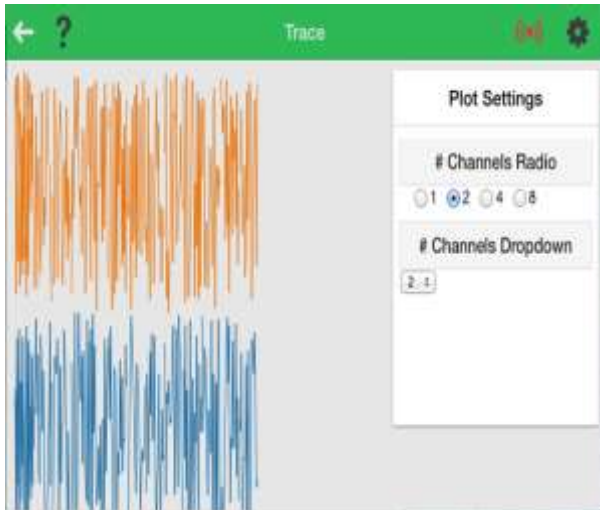 ?
Trace
Plot Settings
# Channels Radio
1 2 4 8
# Channels Dropdown
2